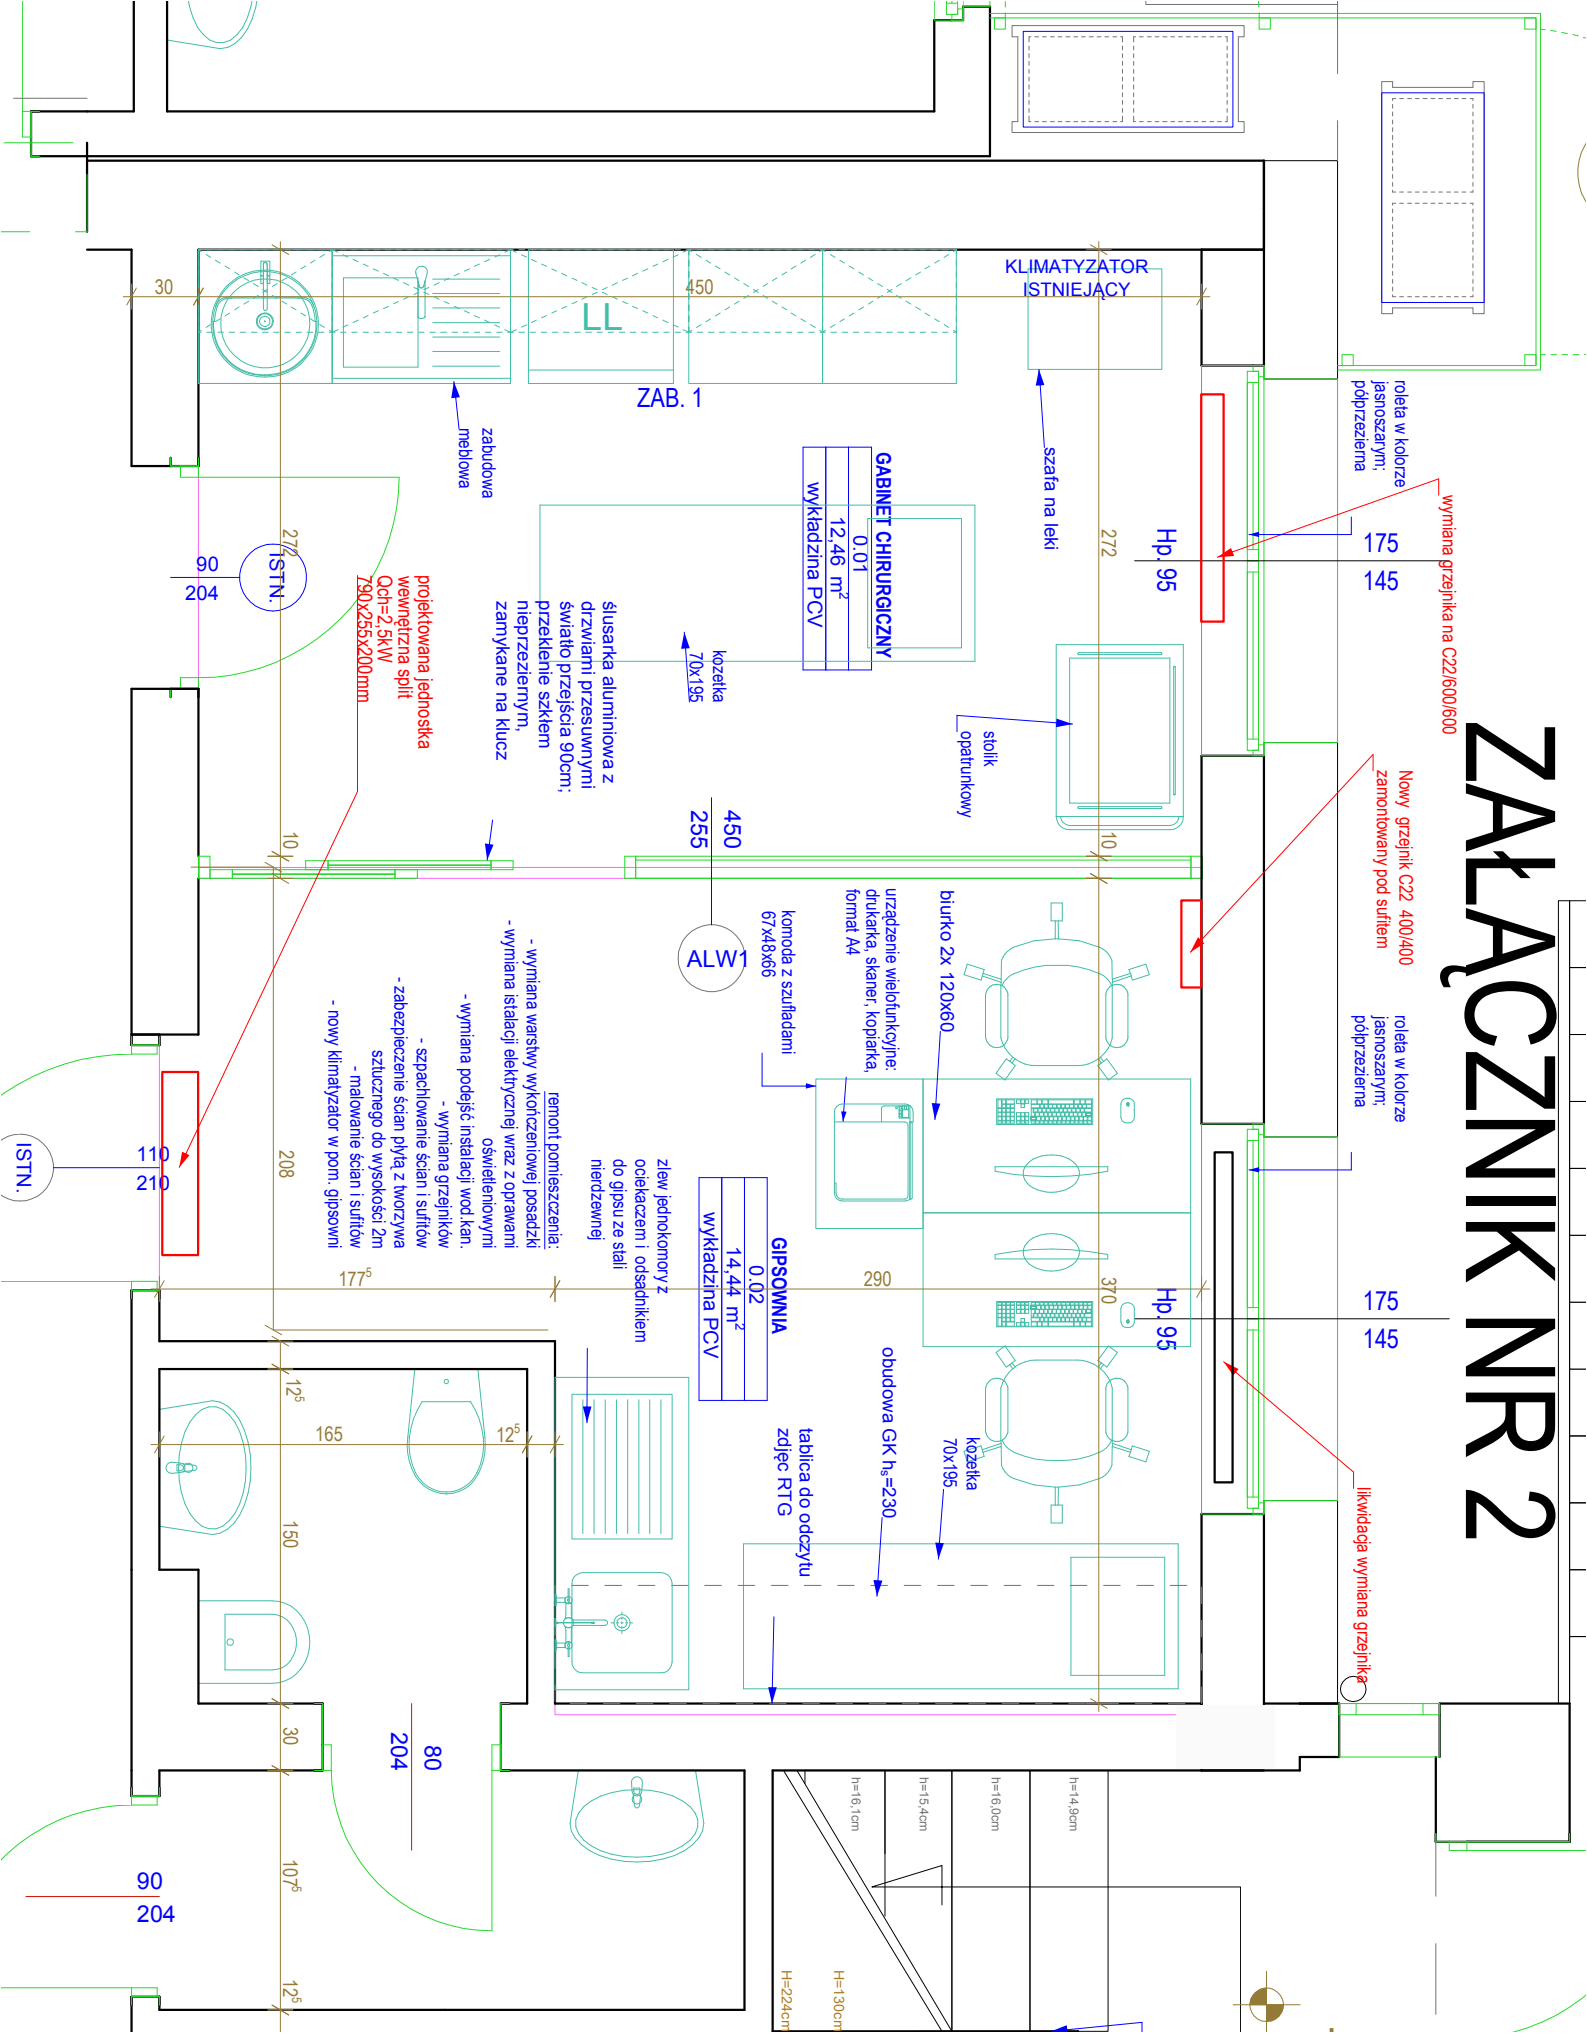 ZAŁĄCZNIK NR 2
KLIMATYZATOR
ISTNIEJĄCY
30
450
LL
ZAB. 1
zabudowa
meblowa
szafa na leki
roleta w kolorze
jasnoszarym;
półprzezierna
wymiana grzejnika na C22/600/600
175
145
Hp. 95
272
272
GABINET CHIRURGICZNY
0.01
12,46 m²
wykładzina PCV
90
204
ISTN.
projektowana jednostka
wewnętrzna split
Qch=2,5kW
790x255x200mm
ślusarka aluminiowa z
drzwiami przesuwnymi
światło przejścia 90cm;
przeklenie szkłem
nieprzeziernym,
zamykane na klucz
kozetka
70x195
stolik
opatrunkowy
Nowy grzejnik C22 400/400
zamontowany pod sufitem
10
10
450
255
ALW1
komoda z szufladami
67x48x66
urządzenie wielofunkcyjne:
drukarka, skaner, kopiarka,
format A4
biurko 2x 120x60
roleta w kolorze
jasnoszarym;
półprzezierna
remont pomieszczenia:
- wymiana warstwy wykończeniowej posadzki
- wymiana istalacji elektrycznej wraz z oprawami
oświetleniowymi
- wymiana podejść instalacji wod.kan.
- wymiana grzejników
- szpachlowanie ścian i sufitów
- zabezpieczenie ścian płytą z tworzywa
sztucznego do wysokości 2m
- malowanie ścian i sufitów
- nowy klimatyzator w pom. gipsowni
110
210
ISTN.
208
177⁵
290
370
Hp. 95
175
145
zlew jednokomory z
ociekaczem i odsadnikiem
do gipsu ze stali
nierdzewnej
GIPSOWNIA
0.02
14,44 m²
wykładzina PCV
obudowa GK hₛ=230
kozetka
70x195
tablica do odczytu
zdjęc RTG
likwidacja wymiana grzejnika
12⁵
165
12⁵
150
30
80
204
107⁵
90
204
12⁵
h=16,1cm
h=15,4cm
h=16,0cm
h=14,9cm
H=224cm
H=130cm